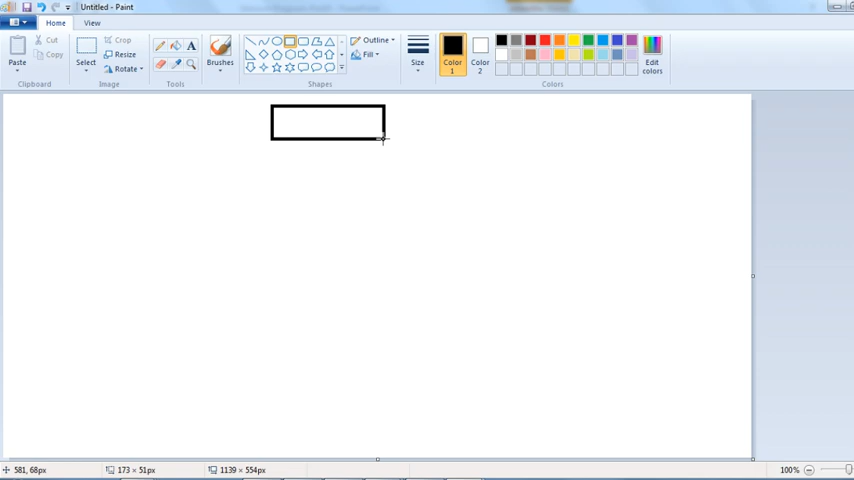 Untitled - Paint
Home View
Paste
Cut
Copy
Clipboard
Select
Crop
Resize
Rotate
Image
A
Tools
Brushes
Shapes
Outline
Fill
Size
Color 1
Color 2
Edit colors
Colors
581, 68px
173 × 51px
1139 × 554px
100%